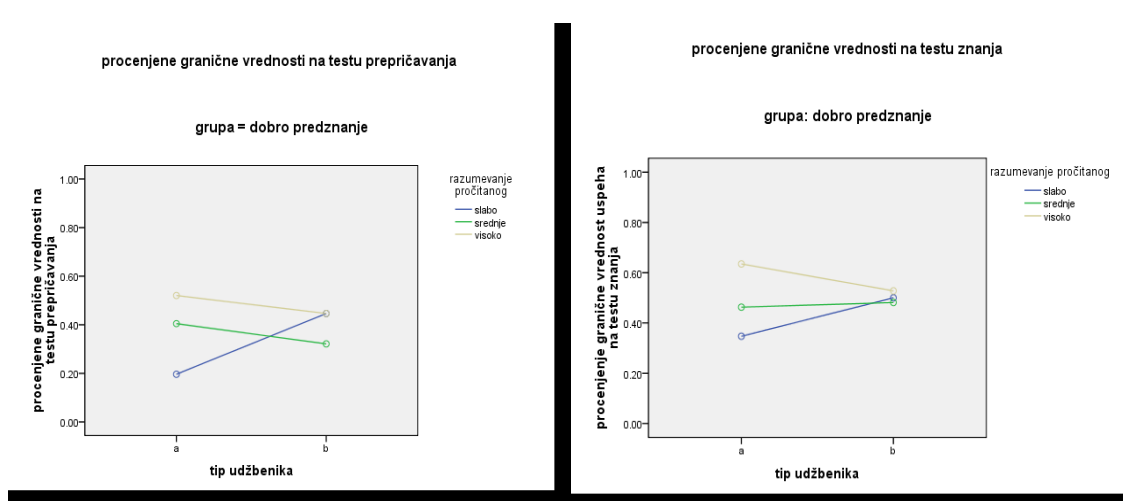 procenjene granične vrednosti na testu prepričavanja
grupa = dobro predznanje
procenjene granične vrednosti na
testu prepričavanja
1.00
0.80
0.60
0.40
0.20
0.00
a
b
tip udžbenika
razumevanje
pročitanog
slabo
srednje
visoko
procenjene granične vrednosti na testu znanja
grupa: dobro predznanje
procenjenje granične vrednost uspeha
na testu znanja
1.00
0.80
0.60
0.40
0.20
0.00
a
b
tip udžbenika
razumevanje pročitanog
slabo
srednje
visoko